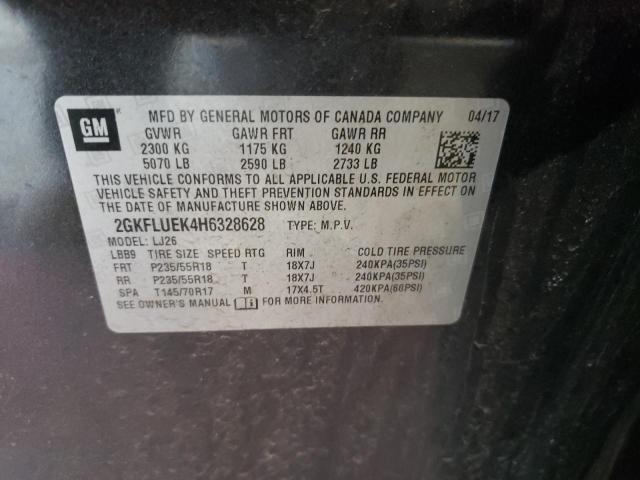 GM
MFD BY GENERAL MOTORS OF CANADA COMPANY 04/17
GVWR GAWR FRT GAWR RR
2300 KG 1175 KG 1240 KG
5070 LB 2590 LB 2733 LB
THIS VEHICLE CONFORMS TO ALL APPLICABLE U.S. FEDERAL MOTOR
VEHICLE SAFETY AND THEFT PREVENTION STANDARDS IN EFFECT ON
THE DATE OF MANUFACTURE SHOWN ABOVE.
2GKFLUEK4H6328628 TYPE: M.P.V.
MODEL: LJ26
LBB9 TIRE SIZE SPEED RTG RIM COLD TIRE PRESSURE
FRT P235/55R18 T 18X7J 240KPA(35PSI)
RR P235/55R18 T 18X7J 240KPA(35PSI)
SPA T145/70R17 M 17X4.5T 420KPA(60PSI)
SEE OWNER'S MANUAL FOR MORE INFORMATION.